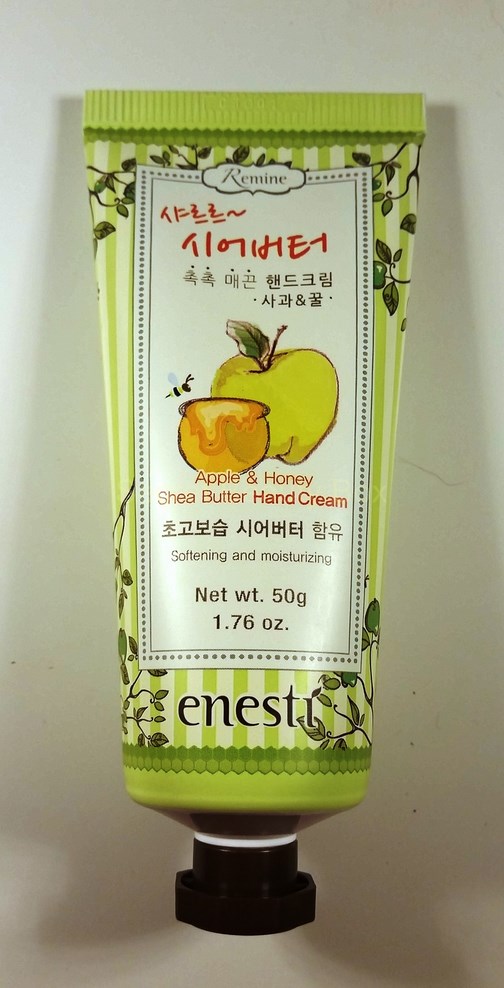 Remine
샤르르~
시어버터
촉촉 매끈 핸드크림
·사과&꿀·
Apple & Honey
Shea Butter Hand Cream
초고보습 시어버터 함유
Softening and moisturizing
Net wt. 50g
1.76 oz.
enesti